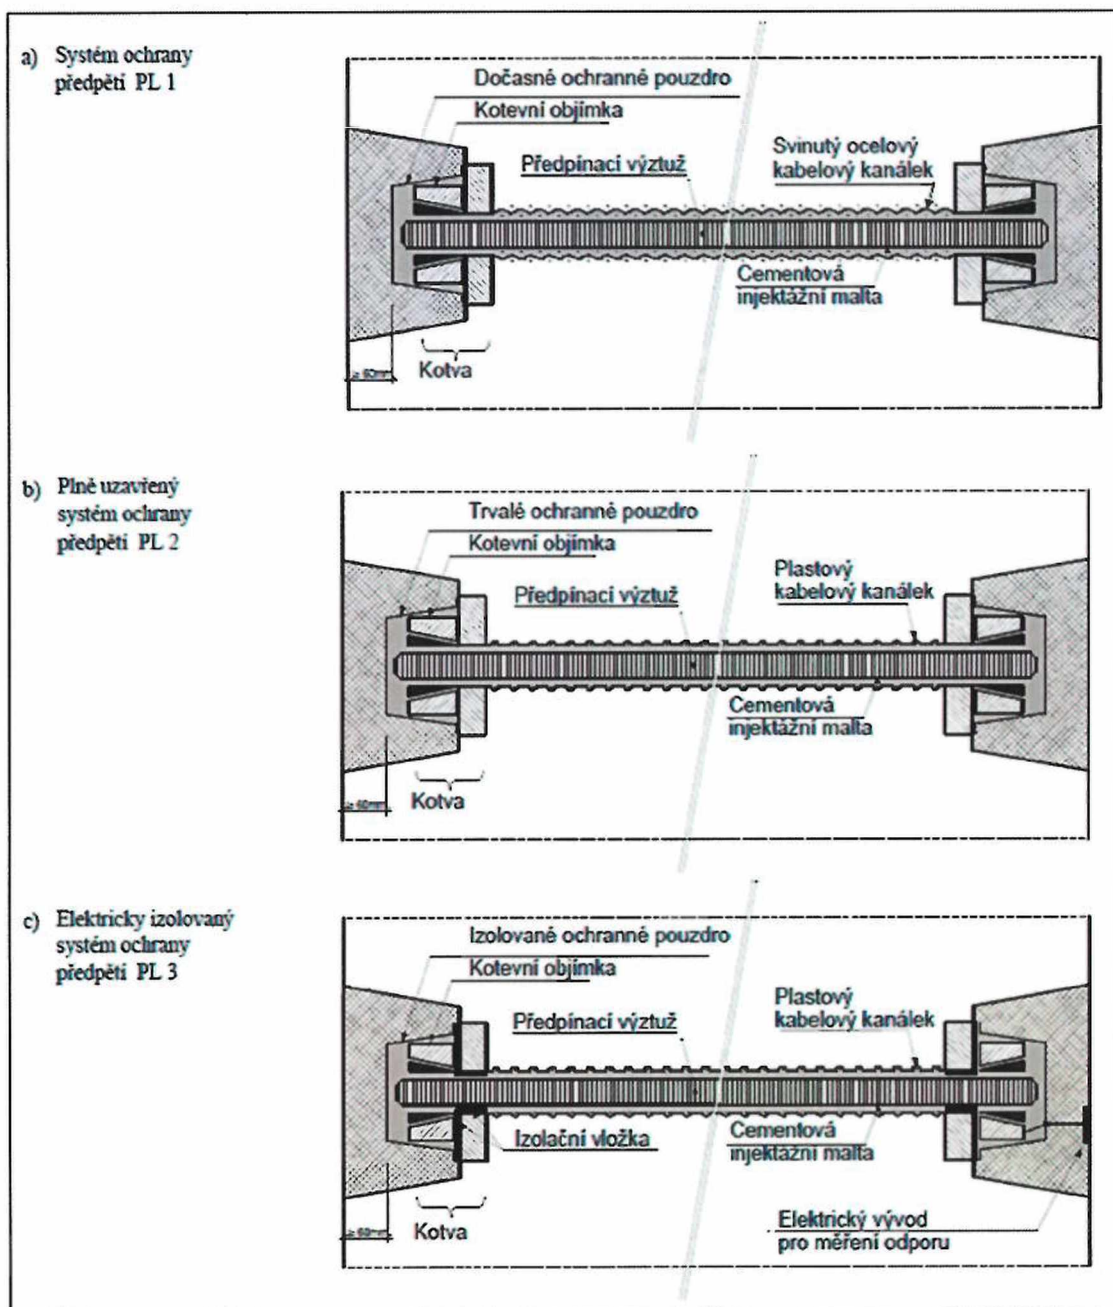 a) Systém ochrany
předpětí PL 1
Dočasné ochranné pouzdro
Kotevní objímka
Předpínací výztuž
Svinutý ocelový
kabelový kanálek
Cementová
injektážní malta
Kotva
≥ 60mm
b) Plně uzavřený
systém ochrany
předpětí PL 2
Trvalé ochranné pouzdro
Kotevní objímka
Předpínací výztuž
Plastový
kabelový kanálek
Cementová
injektážní malta
Kotva
≥ 60mm
c) Elektricky izolovaný
systém ochrany
předpětí PL 3
Izolované ochranné pouzdro
Kotevní objímka
Předpínací výztuž
Plastový
kabelový kanálek
Izolační vložka
Cementová
injektážní malta
Kotva
≥ 60mm
Elektrický vývod
pro měření odporu